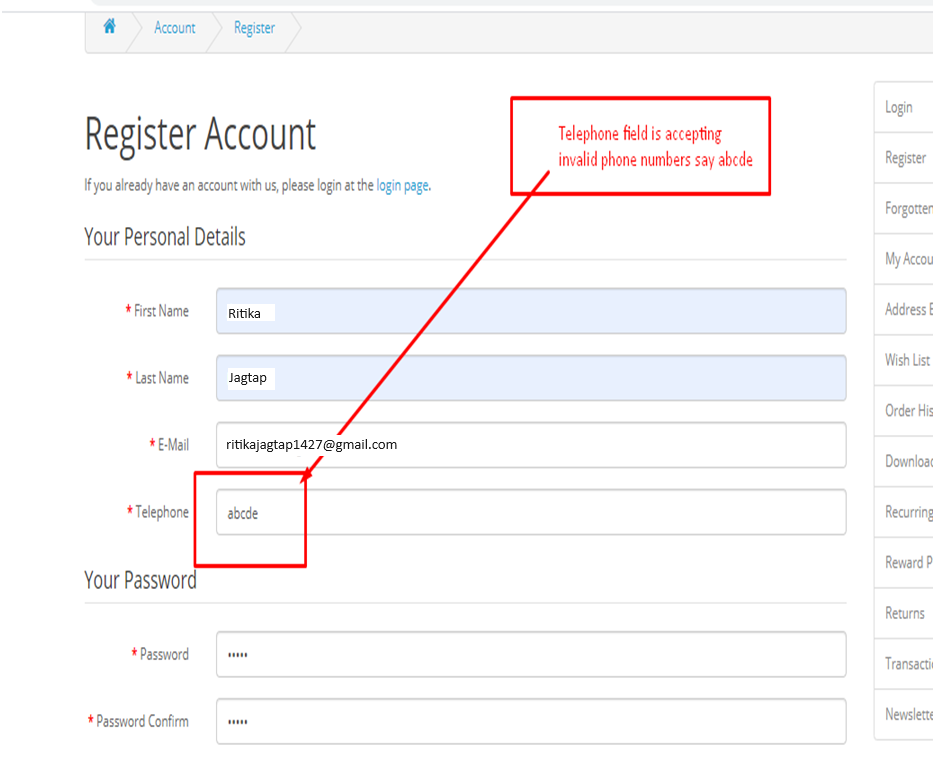 Account Register
Register Account
If you already have an account with us, please login at the login page.
Telephone field is accepting
invalid phone numbers say abcde
Your Personal Details
* First Name Ritika
* Last Name Jagtap
* E-Mail ritikajagtap1427@gmail.com
* Telephone abcde
Your Password
* Password •••••
* Password Confirm •••••
Login
Register
Forgotten
My Accou
Address E
Wish List
Order His
Download
Recurring
Reward P
Returns
Transacti
Newslette